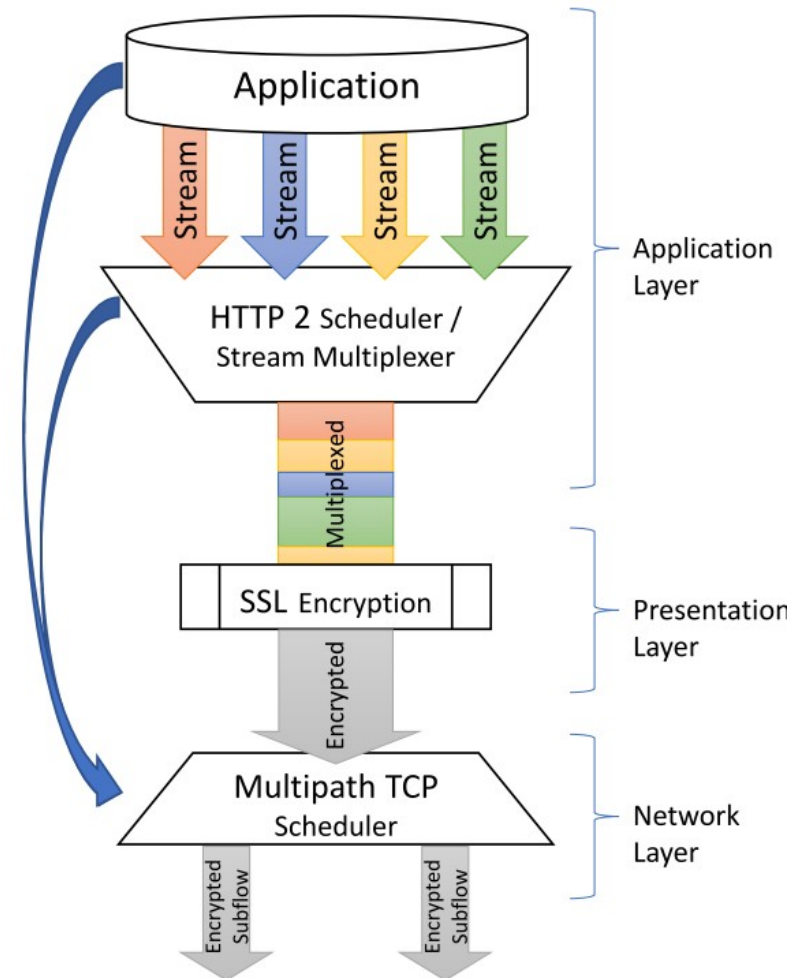 Application
Stream
Stream
Stream
Stream
HTTP 2 Scheduler /
Stream Multiplexer
Application
Layer
Multiplexed
SSL Encryption
Presentation
Layer
Encrypted
Multipath TCP
Scheduler
Network
Layer
Encrypted
Subflow
Encrypted
Subflow